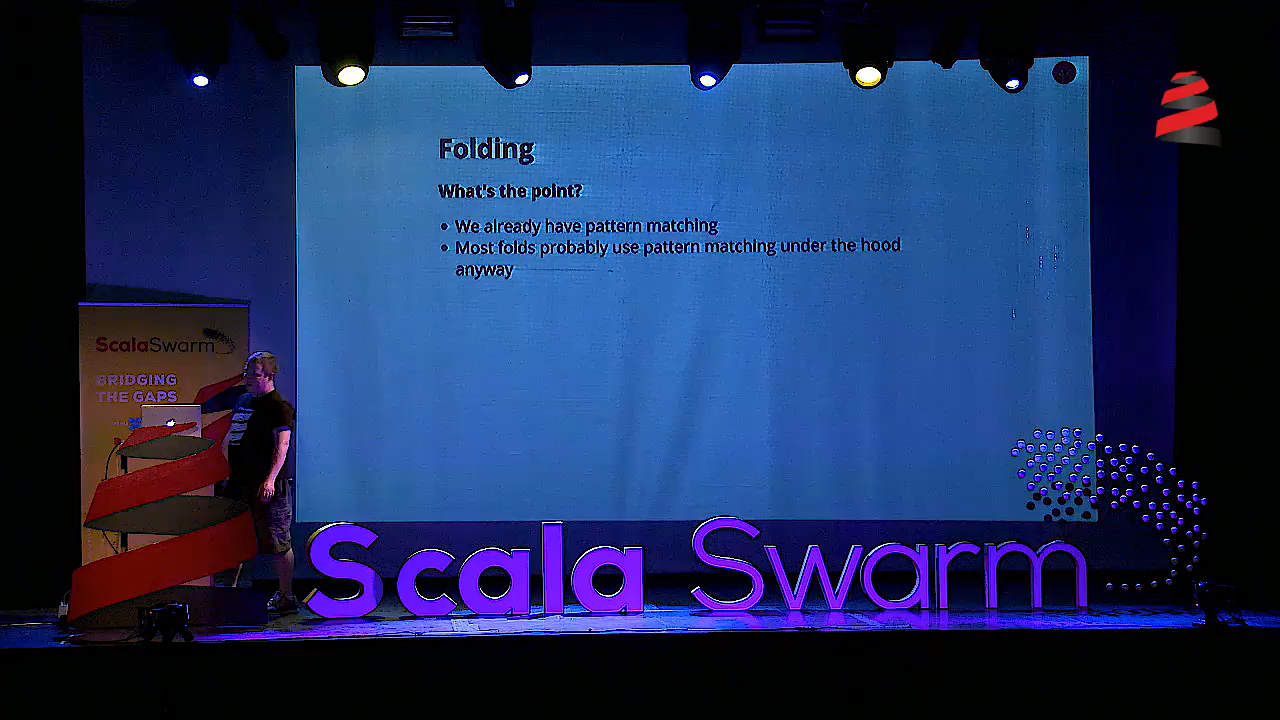 Folding
What's the point?
• We already have pattern matching
• Most folds probably use pattern matching under the hood
anyway
ScalaSwarm
BRIDGING
THE GAPS
Scala Swarm